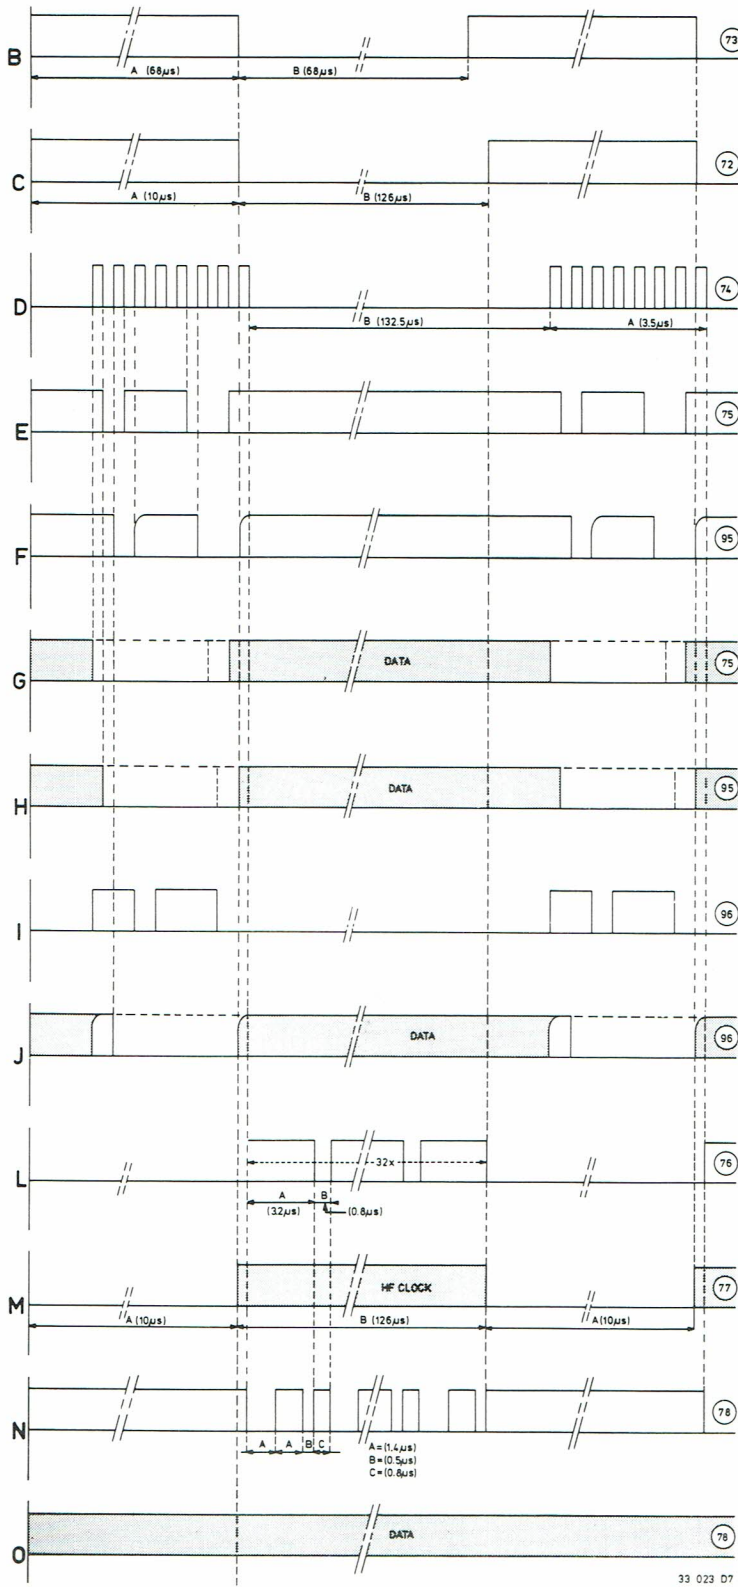 B
A (68µs)
B (68µs)
73
C
A (10µs)
B (126µs)
72
D
B (132.5µs)
A (3.5µs)
74
E
75
F
95
G
DATA
75
H
DATA
95
I
96
J
DATA
96
L
32x
A
B
(3.2µs)
(0.8µs)
76
M
HF CLOCK
A (10µs)
B (126µs)
A (10µs)
77
N
A
A
B
C
A=(1.4µs)
B=(0.5µs)
C=(0.8µs)
78
O
DATA
78
33 023 D7